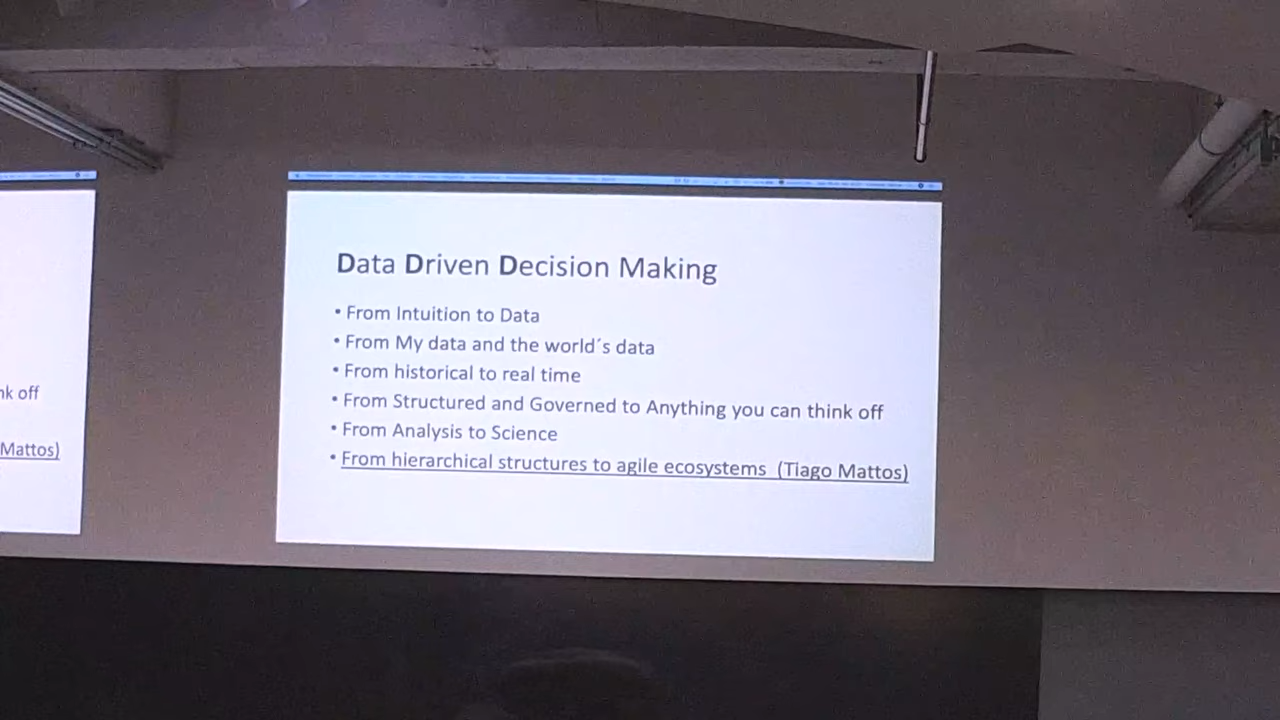 nk off
Mattos)
Data Driven Decision Making
• From Intuition to Data
• From My data and the world´s data
• From historical to real time
• From Structured and Governed to Anything you can think off
• From Analysis to Science
• From hierarchical structures to agile ecosystems (Tiago Mattos)